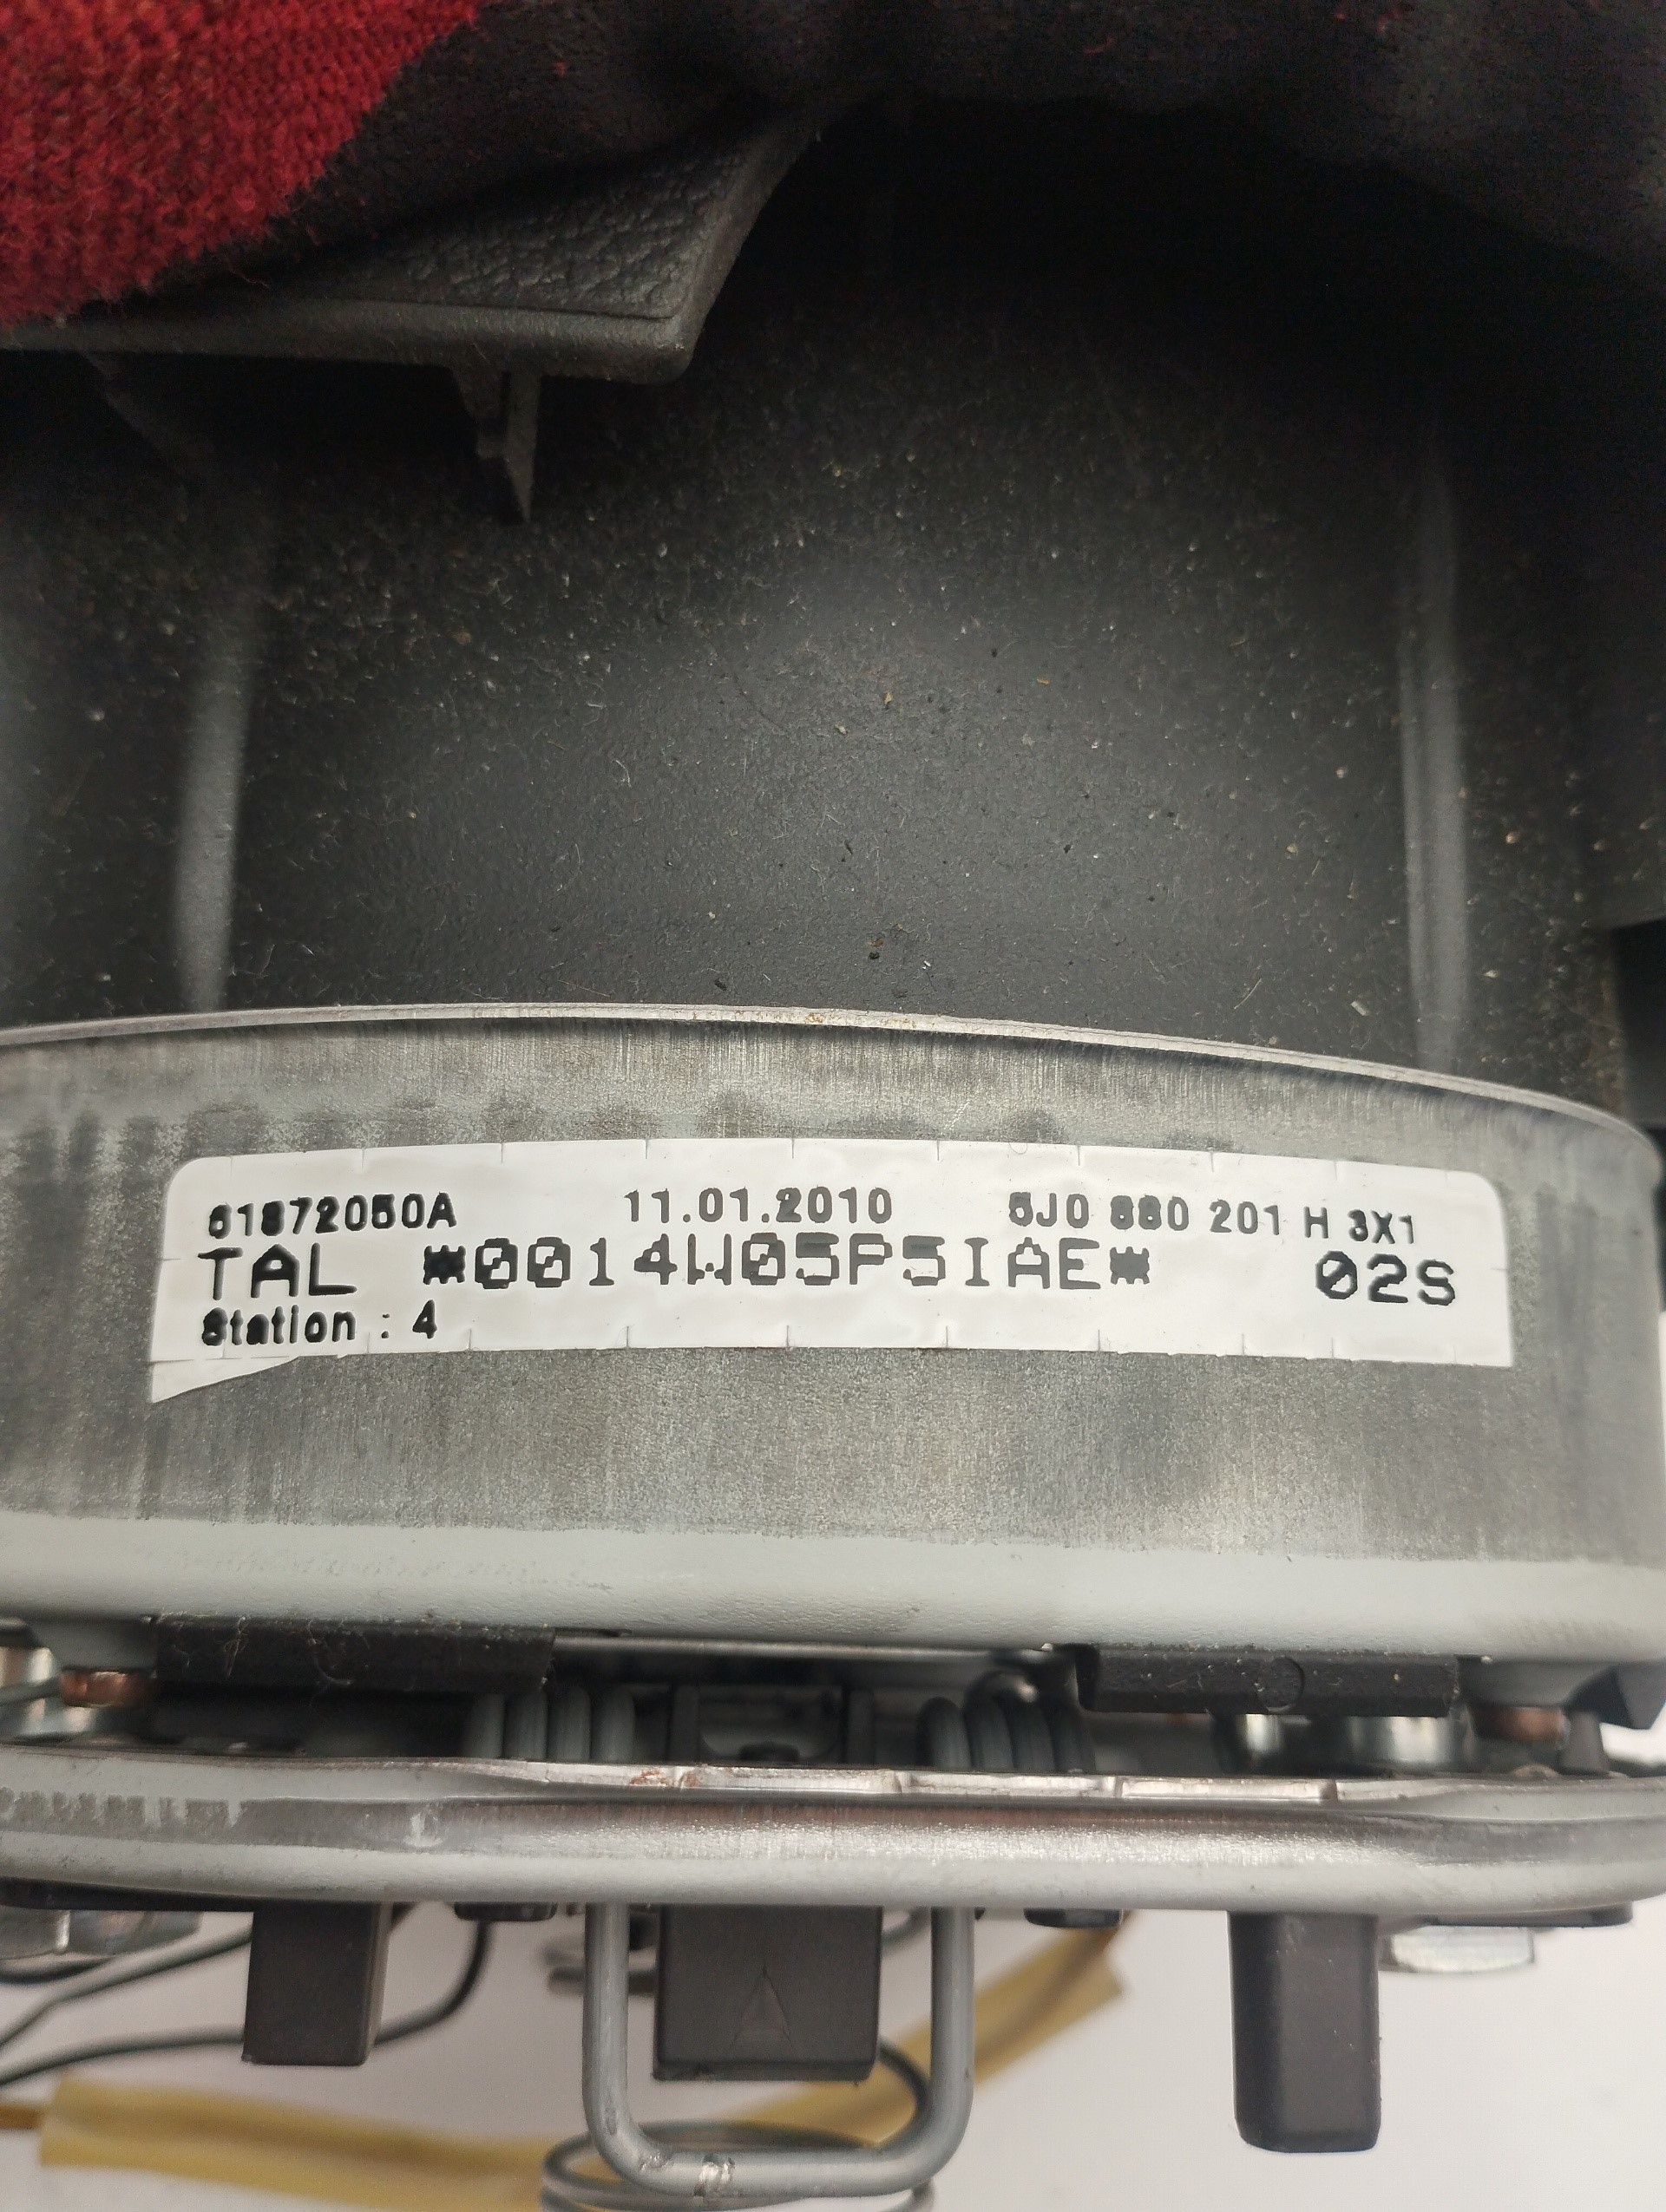 61872050A 11.01.2010 5J0 880 201 H 3X1
TAL *0014W05P5IAE* 02S
Station : 4